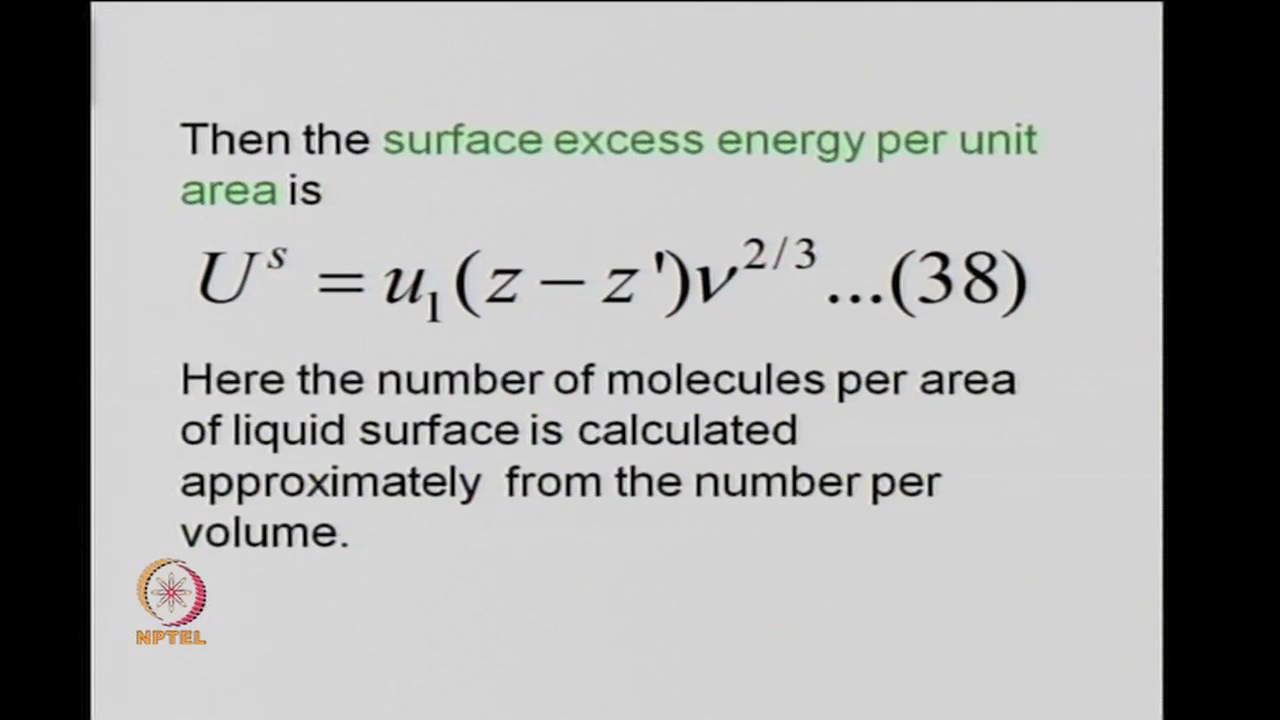 Then the surface excess energy per unit
area is
U^s = u_1(z − z')ν^{2/3}...(38)
Here the number of molecules per area
of liquid surface is calculated
approximately from the number per
volume.
NPTEL